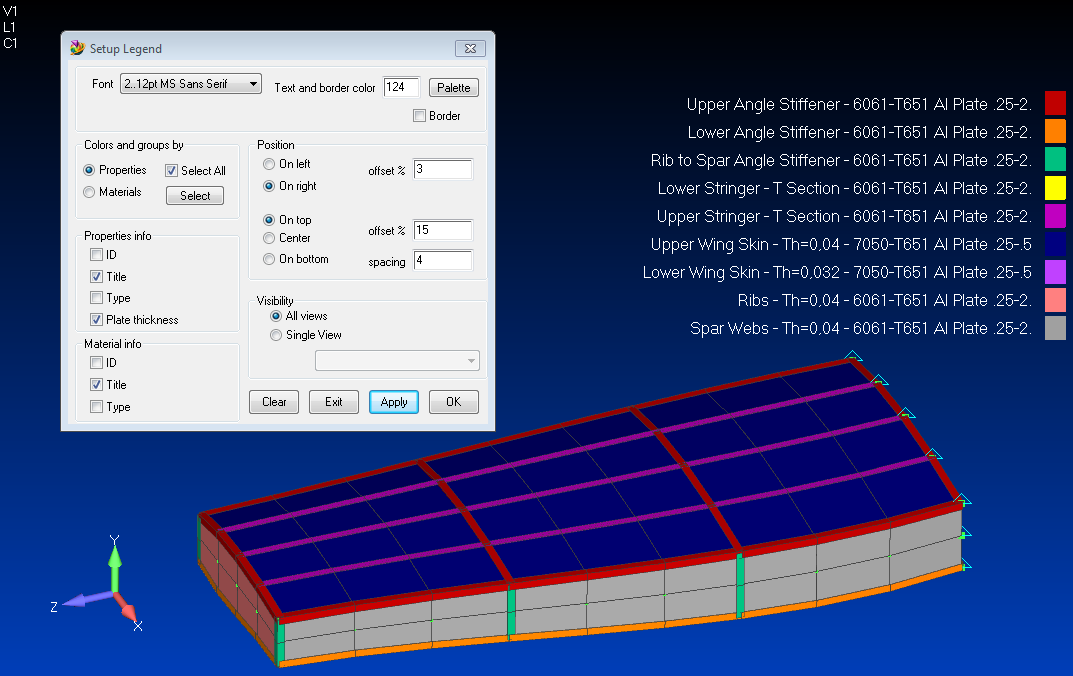 V1
L1
C1
Setup Legend
Font 2..12pt MS Sans Serif Text and border color 124 Palette
Border
Colors and groups by
Properties Select All
Materials Select
Position
On left
On right
offset % 3
On top
Center
On bottom
offset % 15
spacing 4
Properties info
ID
Title
Type
Plate thickness
Visibility
All views
Single View
Material info
ID
Title
Type
Clear Exit Apply OK
Upper Angle Stiffener - 6061-T651 Al Plate .25-2.
Lower Angle Stiffener - 6061-T651 Al Plate .25-2.
Rib to Spar Angle Stiffener - 6061-T651 Al Plate .25-2.
Lower Stringer - T Section - 6061-T651 Al Plate .25-2.
Upper Stringer - T Section - 6061-T651 Al Plate .25-2.
Upper Wing Skin - Th=0,04 - 7050-T651 Al Plate .25-.5
Lower Wing Skin - Th=0,032 - 7050-T651 Al Plate .25-.5
Ribs - Th=0,04 - 6061-T651 Al Plate .25-2.
Spar Webs - Th=0,04 - 6061-T651 Al Plate .25-2.
Y
Z
X